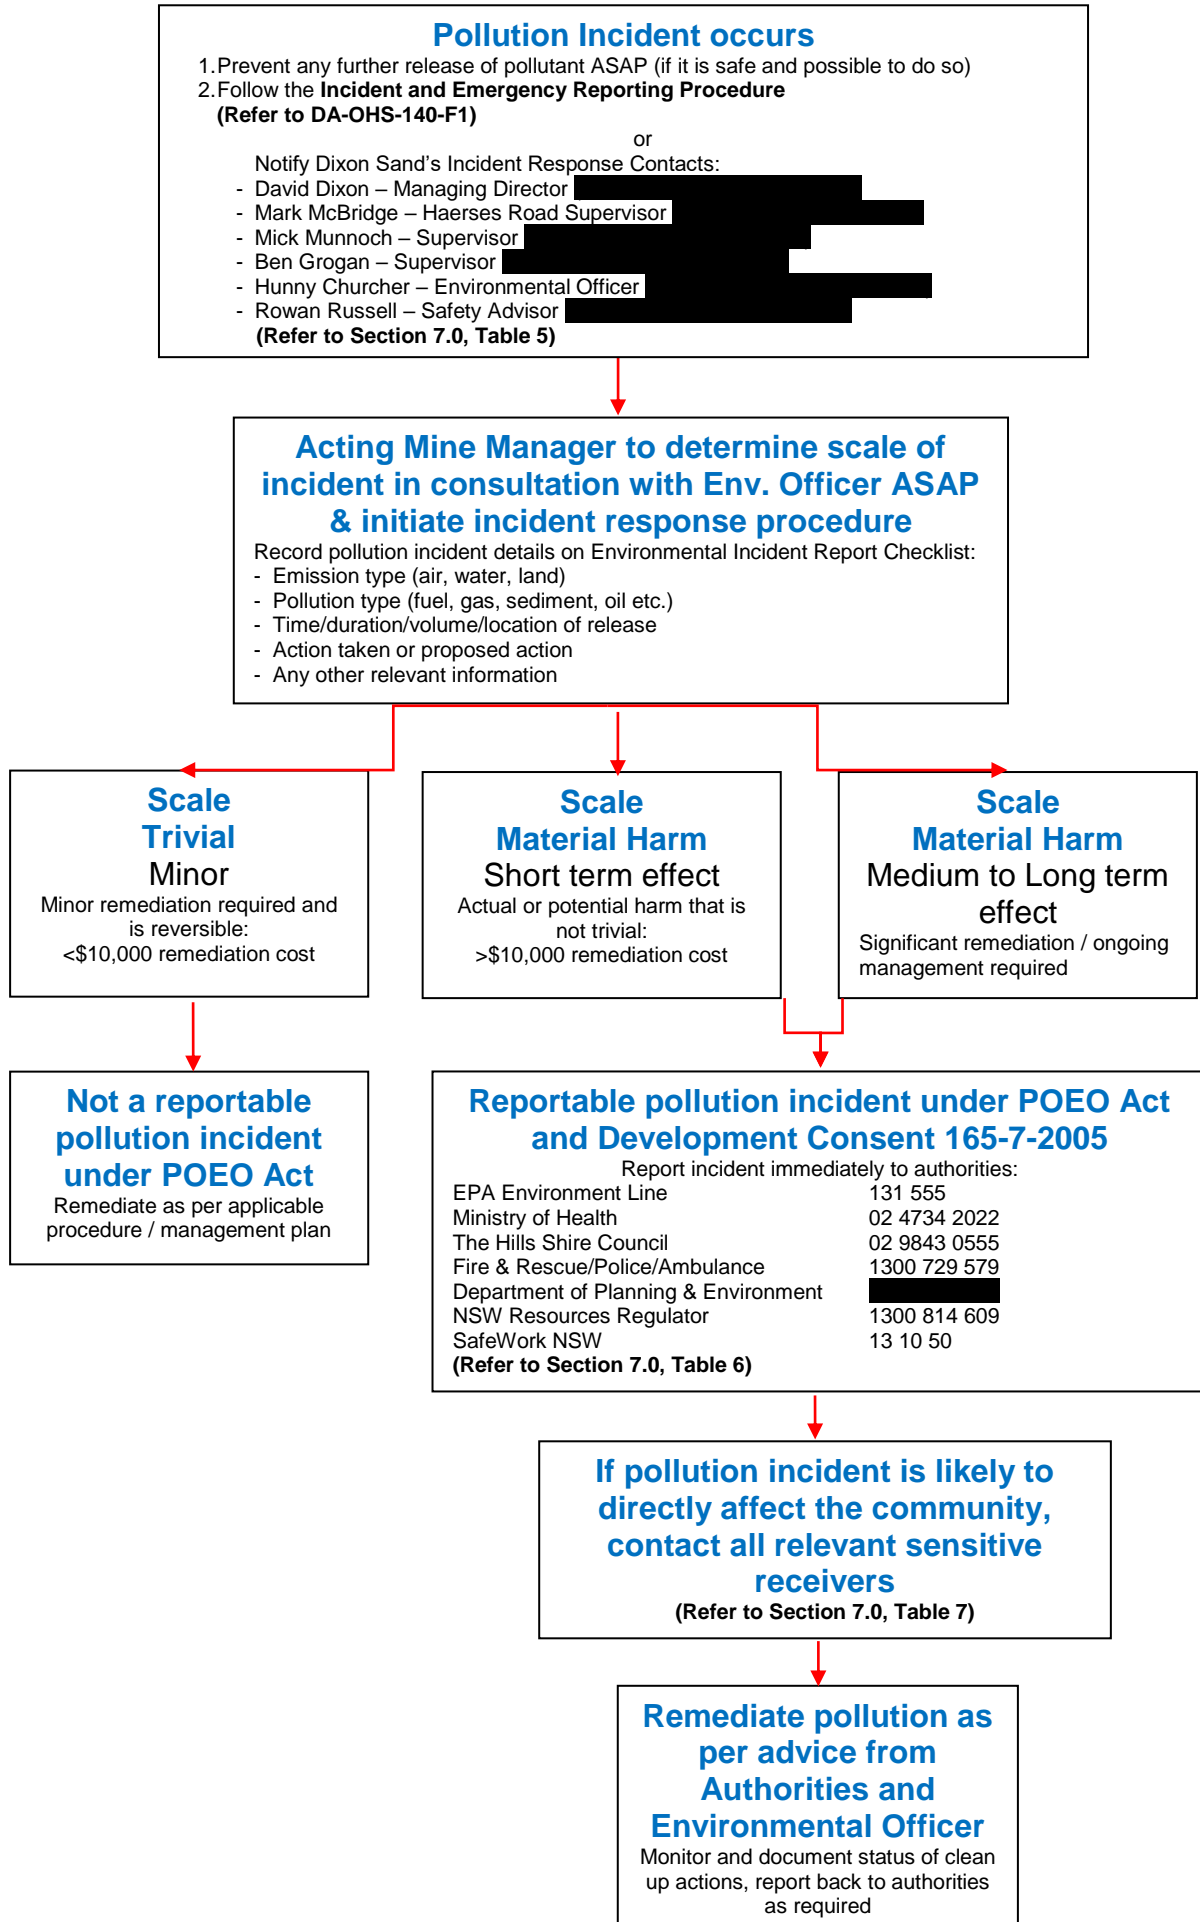 Pollution Incident occurs
1. Prevent any further release of pollutant ASAP (if it is safe and possible to do so)
2. Follow the Incident and Emergency Reporting Procedure
(Refer to DA-OHS-140-F1)
or
Notify Dixon Sand's Incident Response Contacts:
- David Dixon – Managing Director
- Mark McBridge – Haerses Road Supervisor
- Mick Munnoch – Supervisor
- Ben Grogan – Supervisor
- Hunny Churcher – Environmental Officer
- Rowan Russell – Safety Advisor
(Refer to Section 7.0, Table 5)
Acting Mine Manager to determine scale of
incident in consultation with Env. Officer ASAP
& initiate incident response procedure
Record pollution incident details on Environmental Incident Report Checklist:
- Emission type (air, water, land)
- Pollution type (fuel, gas, sediment, oil etc.)
- Time/duration/volume/location of release
- Action taken or proposed action
- Any other relevant information
Scale
Trivial
Minor
Minor remediation required and
is reversible:
<$10,000 remediation cost
Scale
Material Harm
Short term effect
Actual or potential harm that is
not trivial:
>$10,000 remediation cost
Scale
Material Harm
Medium to Long term
effect
Significant remediation / ongoing
management required
Not a reportable
pollution incident
under POEO Act
Remediate as per applicable
procedure / management plan
Reportable pollution incident under POEO Act
and Development Consent 165-7-2005
Report incident immediately to authorities:
EPA Environment Line 131 555
Ministry of Health 02 4734 2022
The Hills Shire Council 02 9843 0555
Fire & Rescue/Police/Ambulance 1300 729 579
Department of Planning & Environment
NSW Resources Regulator 1300 814 609
SafeWork NSW 13 10 50
(Refer to Section 7.0, Table 6)
If pollution incident is likely to
directly affect the community,
contact all relevant sensitive
receivers
(Refer to Section 7.0, Table 7)
Remediate pollution as
per advice from
Authorities and
Environmental Officer
Monitor and document status of clean
up actions, report back to authorities
as required